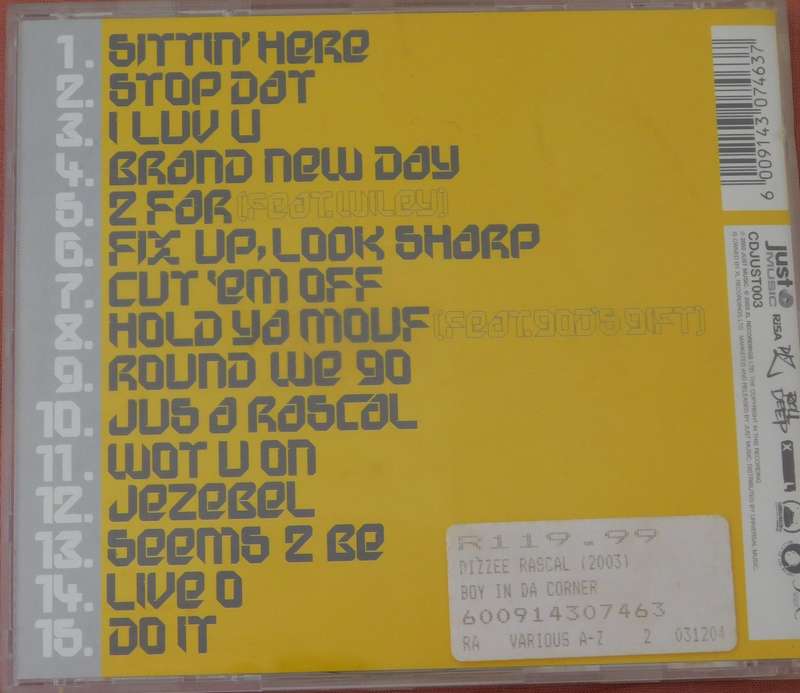 1. SITTIN' HERE
2. STOP DAT
3. I LUV U
4. BRAND NEW DAY
5. 2 FAR (FEAT. WILEY)
6. FIX UP, LOOK SHARP
7. CUT 'EM OFF
8. HOLD YA MOUF (FEAT. GOD'S GIFT)
9. ROUND WE GO
10. JUS A RASCAL
11. WOT U ON
12. JEZEBEL
13. SEEMS 2 BE
14. LIVE O
15. DO IT
6 009143 074637
Just
MUSIC
RISA
CDJUST003
R119.99
DIZZEE RASCAL (2003)
BOY IN DA CORNER
600914307463
RA VARIOUS A-Z 2 031204